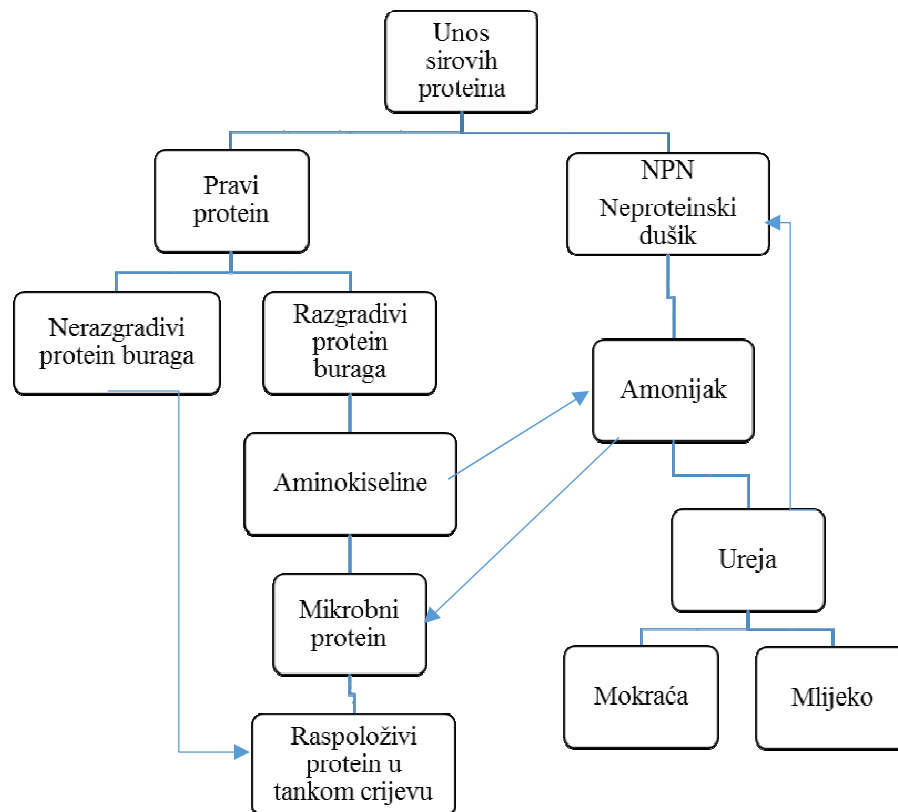 Unos
sirovih
proteina
Pravi
protein
NPN
Neproteinski
dušik
Nerazgradivi
protein buraga
Razgradivi
protein
buraga
Amonijak
Aminokiseline
Ureja
Mikrobni
protein
Mokraća
Mlijeko
Raspoloživi
protein u
tankom crijevu